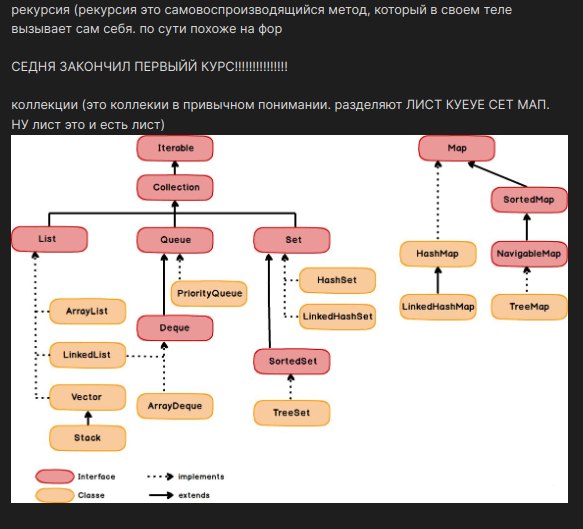 рекурсия (рекурсия это самовоспроизводящийся метод, который в своем теле
вызывает сам себя. по сути похоже на фор
СЕДНЯ ЗАКОНЧИЛ ПЕРВЫЙЙ КУРС!!!!!!!!!!!!!!!
коллекции (это коллекии в привычном понимании. разделяют ЛИСТ КУЕУЕ СЕТ МАП.
НУ лист это и есть лист)
Iterable
Map
Collection
SortedMap
List
Queue
Set
HashMap
NavigableMap
PriorityQueue
HashSet
ArrayList
LinkedHashSet
LinkedHashMap
TreeMap
Deque
LinkedList
SortedSet
Vector
ArrayDeque
TreeSet
Stack
Interface
implements
Classe
extends